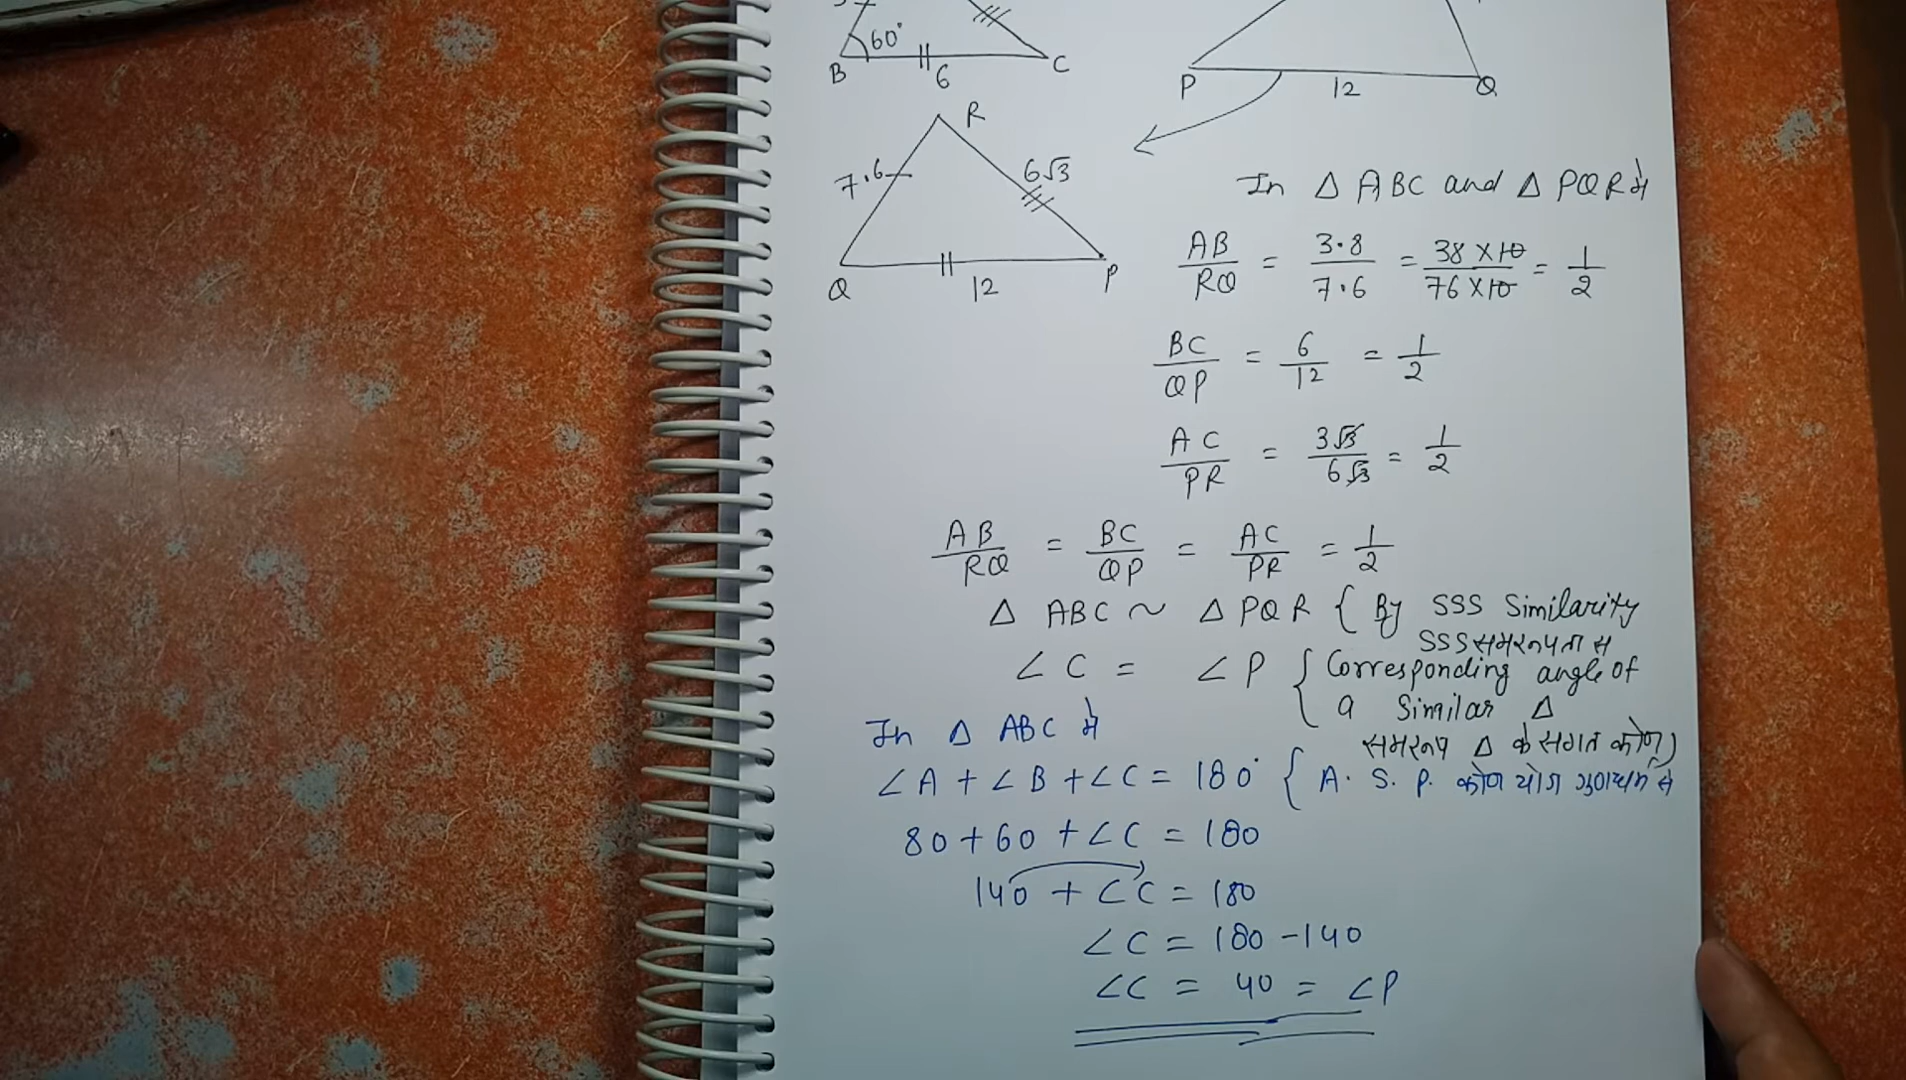 60°
B 6 C
P 12 Q
R
7.6 6√3
Q 12 P
In Δ ABC and Δ PQR में
AB/RQ = 3.8/7.6 = 38 × 10/76 × 10 = 1/2
BC/QP = 6/12 = 1/2
AC/PR = 3√3/6√3 = 1/2
AB/RQ = BC/QP = AC/PR = 1/2
Δ ABC ~ Δ PQR { By SSS Similarity
SSS समरूपता से
∠C = ∠P { Corresponding angle of
a Similar Δ
समरूप Δ के संगत कोण)
In Δ ABC में
∠A + ∠B + ∠C = 180° { A. S. P. कोण योग से
80 + 60 + ∠C = 180
140 + ∠C = 180
∠C = 180 - 140
∠C = 40 = ∠P